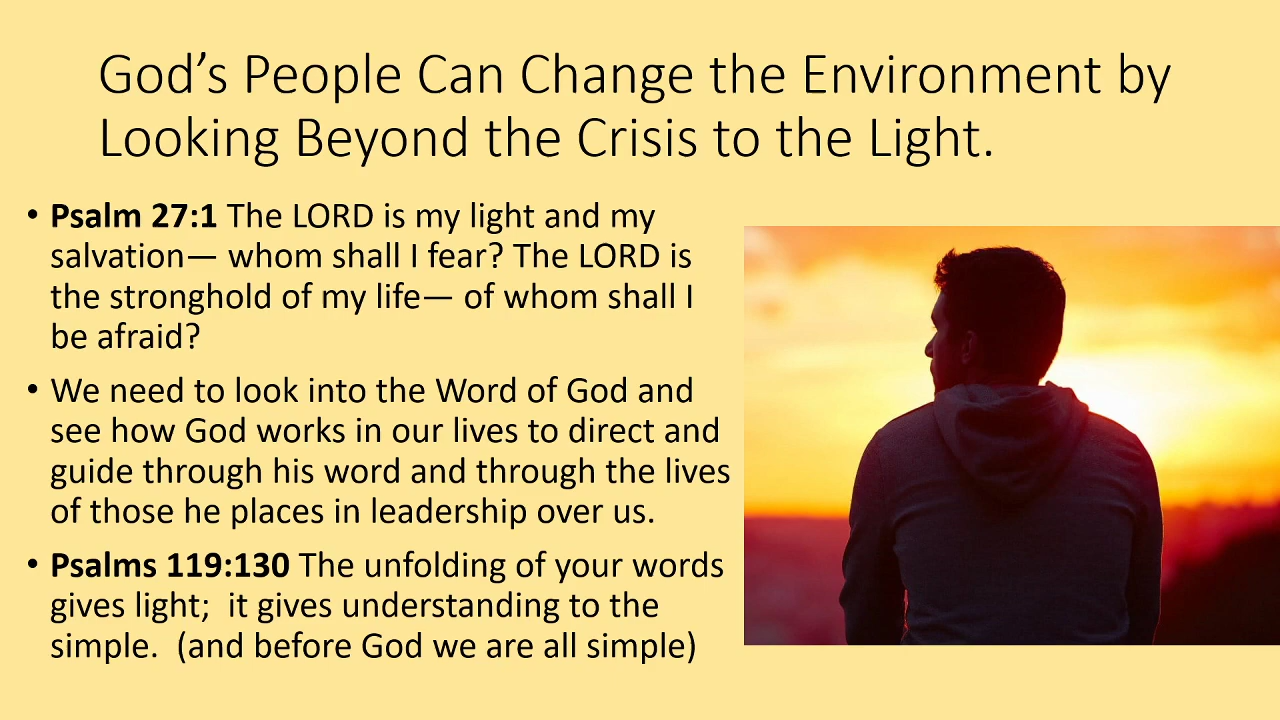 God’s People Can Change the Environment by
Looking Beyond the Crisis to the Light.
• Psalm 27:1 The LORD is my light and my
salvation— whom shall I fear? The LORD is
the stronghold of my life— of whom shall I
be afraid?
• We need to look into the Word of God and
see how God works in our lives to direct and
guide through his word and through the lives
of those he places in leadership over us.
• Psalms 119:130 The unfolding of your words
gives light;  it gives understanding to the
simple.  (and before God we are all simple)